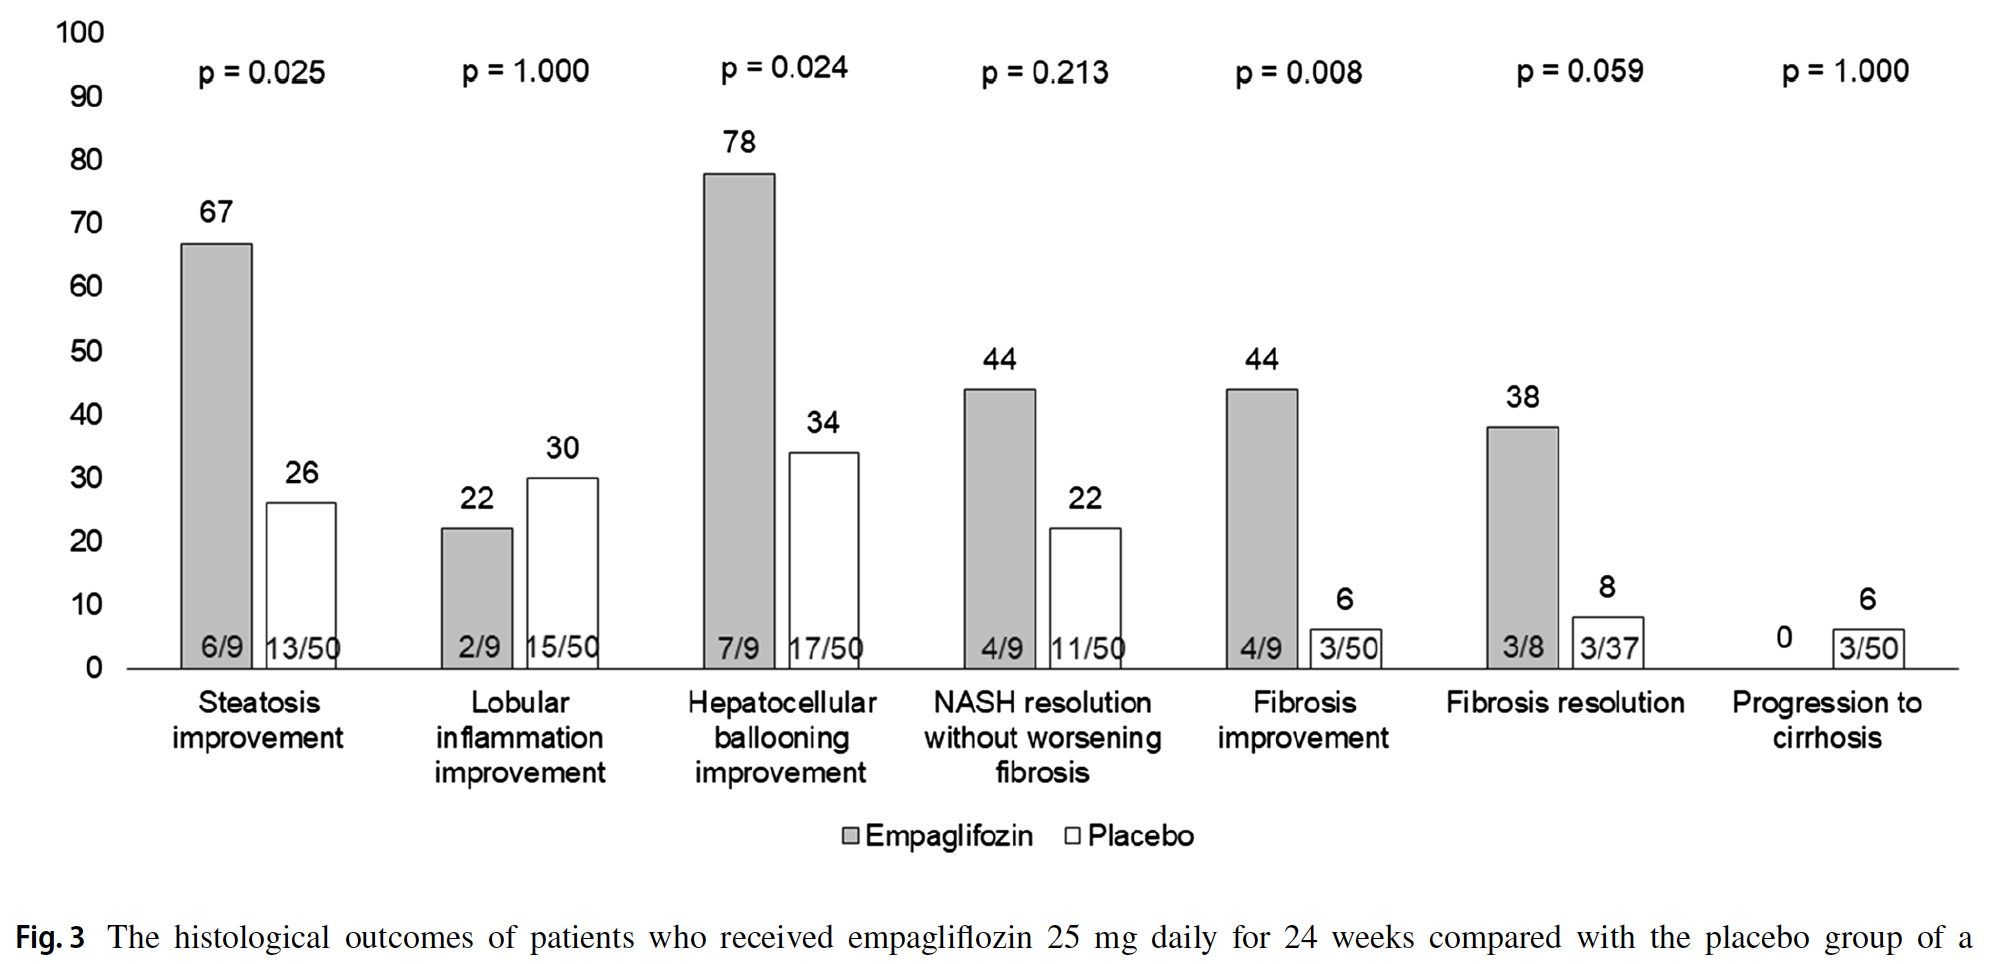 100
90
80
70
60
50
40
30
20
10
0
p = 0.025
p = 1.000
p = 0.024
p = 0.213
p = 0.008
p = 0.059
p = 1.000
67
26
22
30
78
34
44
22
44
6
38
8
0
6
6/9
13/50
2/9
15/50
7/9
17/50
4/9
11/50
4/9
3/50
3/8
3/37
3/50
Steatosis
improvement
Lobular
inflammation
improvement
Hepatocellular
ballooning
improvement
NASH resolution
without worsening
fibrosis
Fibrosis
improvement
Fibrosis resolution
Progression to
cirrhosis
Empaglifozin
Placebo
Fig. 3 The histological outcomes of patients who received empagliflozin 25 mg daily for 24 weeks compared with the placebo group of a